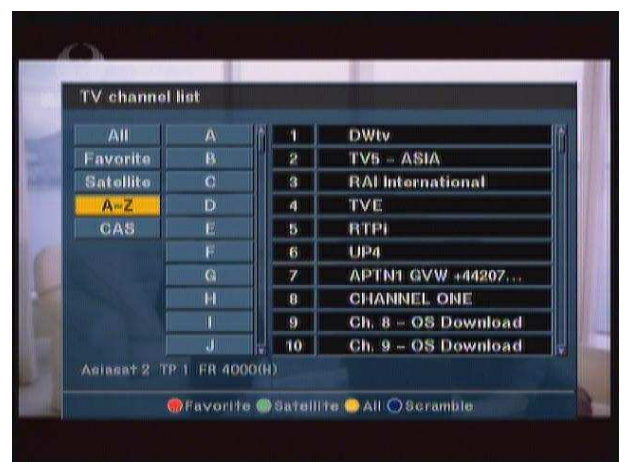 TV channel list
All A 1 DWtv
Favorite B 2 TV5 - ASIA
Satellite C 3 RAI International
A-Z D 4 TVE
CAS E 5 RTPi
F 6 UP4
G 7 APTN1 GVW +44207...
H 8 CHANNEL ONE
I 9 Ch. 8 - OS Download
J 10 Ch. 9 - OS Download
Asiasat 2 TP 1 FR 4000(H)
Favorite Satellite All Scramble